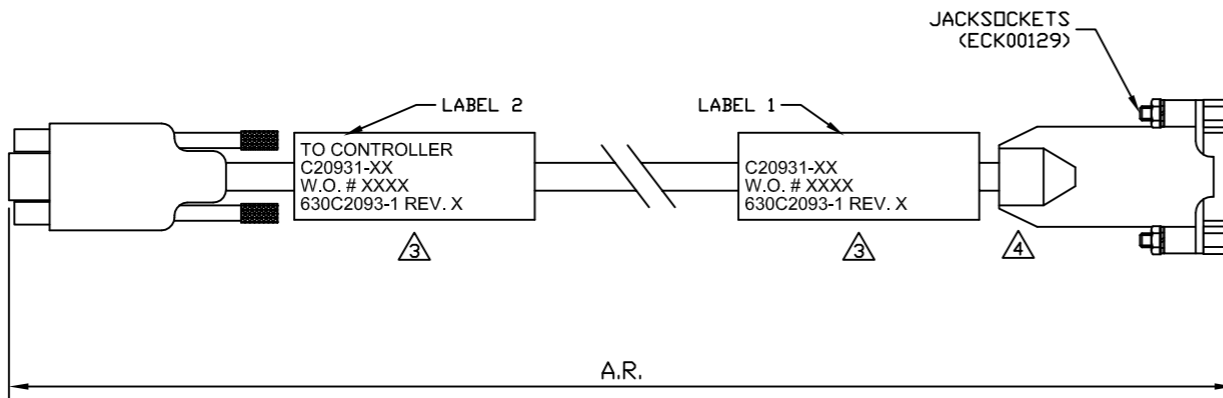 JACKSOCKETS
(ECK00129)
LABEL 2
LABEL 1
TO CONTROLLER
C20931-XX
W.O. # XXXX
630C2093-1 REV. X
C20931-XX
W.O. # XXXX
630C2093-1 REV. X
3
3
4
A.R.